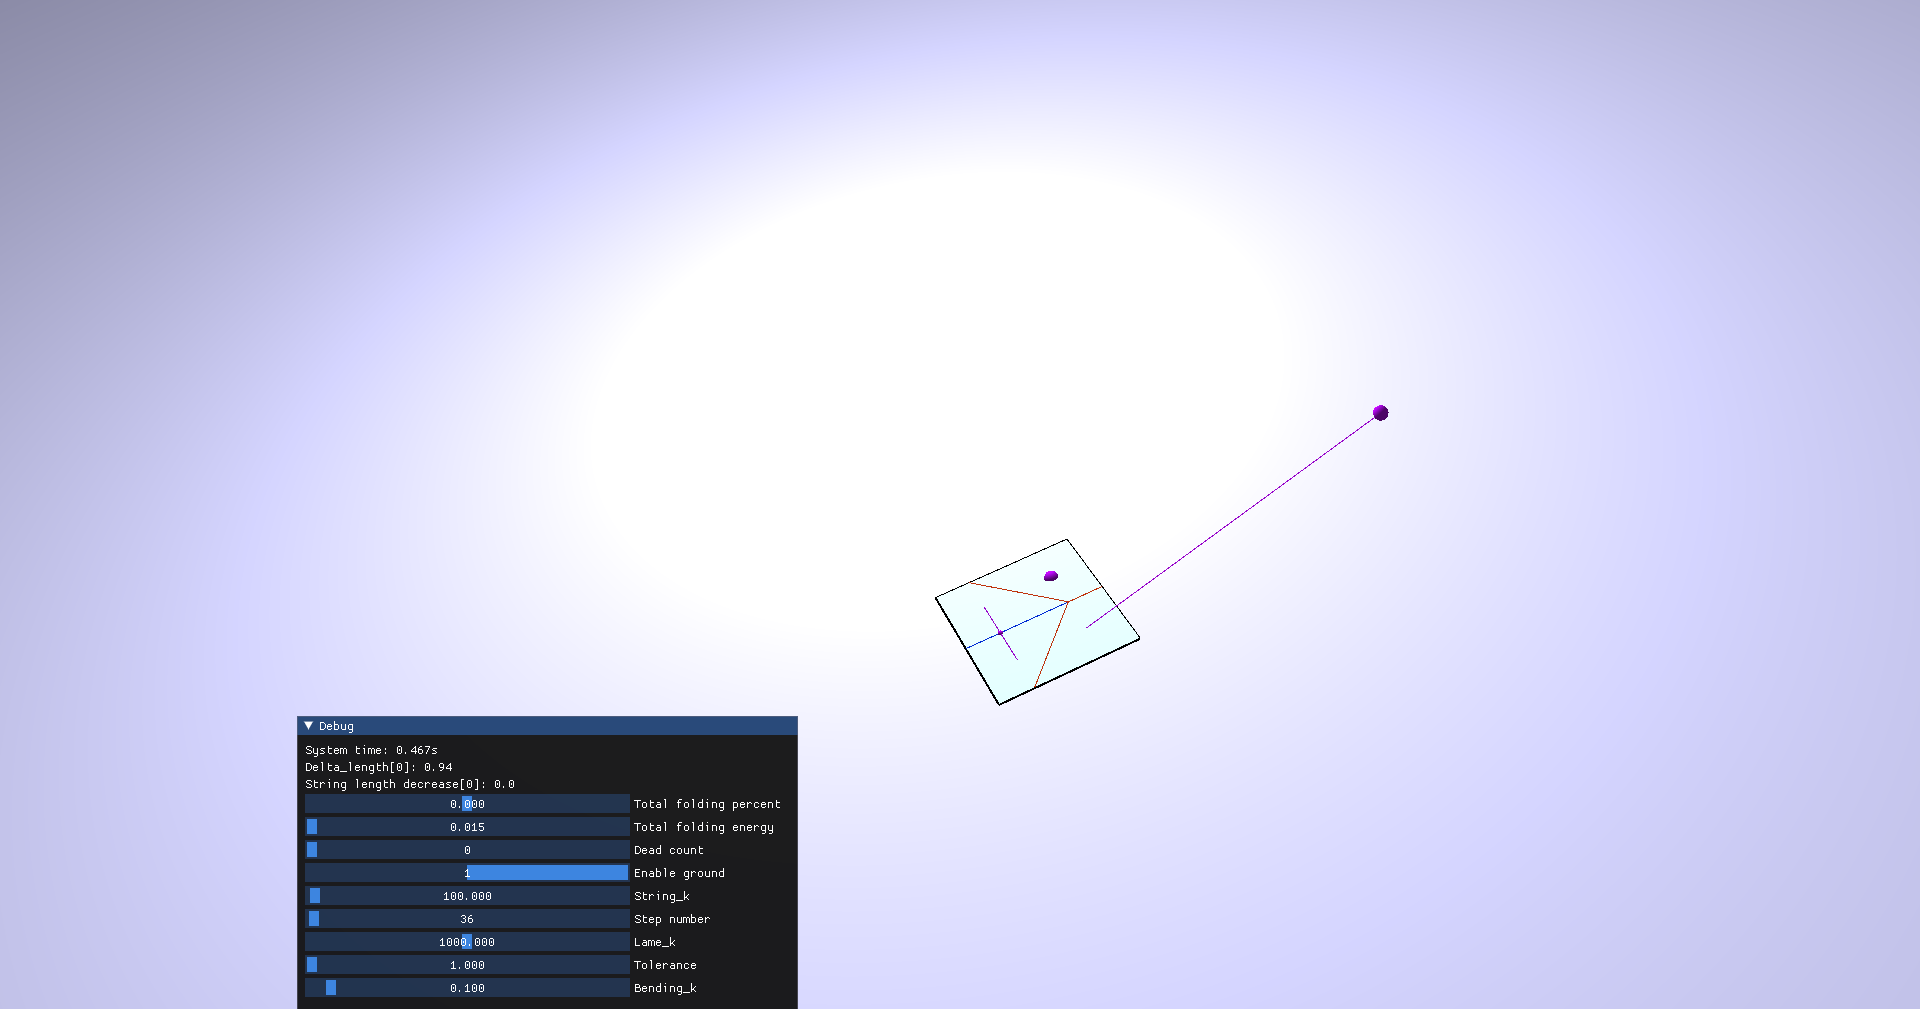 Debug
System time: 0.467s
Delta_length[0]: 0.94
String length decrease[0]: 0.0
0.000 Total folding percent
0.015 Total folding energy
0 Dead count
1 Enable ground
100.000 String_k
36 Step number
1000.000 Lame_k
1.000 Tolerance
0.100 Bending_k